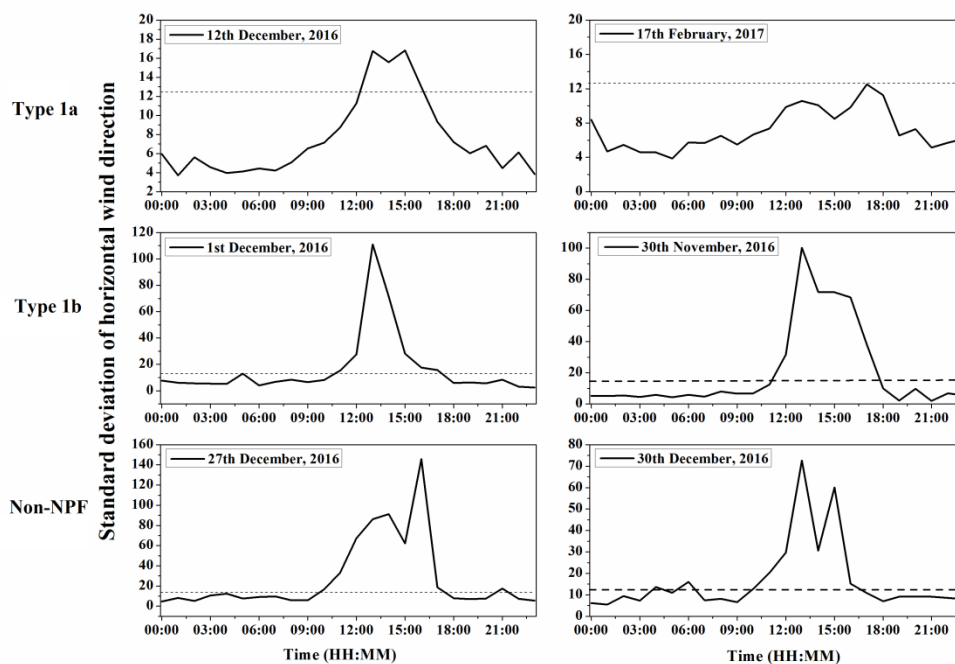 Type 1a
Type 1b
Non-NPF
Standard deviation of horizontal wind direction
12th December, 2016
20
18
16
14
12
10
8
6
4
2
00:00 03:00 06:00 09:00 12:00 15:00 18:00 21:00
17th February, 2017
20
16
12
8
4
0
00:00 03:00 06:00 09:00 12:00 15:00 18:00 21:00
1st December, 2016
120
100
80
60
40
20
0
00:00 03:00 06:00 09:00 12:00 15:00 18:00 21:00
30th November, 2016
100
80
60
40
20
0
00:00 03:00 06:00 09:00 12:00 15:00 18:00 21:00
27th December, 2016
160
140
120
100
80
60
40
20
0
00:00 03:00 06:00 09:00 12:00 15:00 18:00 21:00
Time (HH:MM)
30th December, 2016
80
70
60
50
40
30
20
10
0
00:00 03:00 06:00 09:00 12:00 15:00 18:00 21:00
Time (HH:MM)